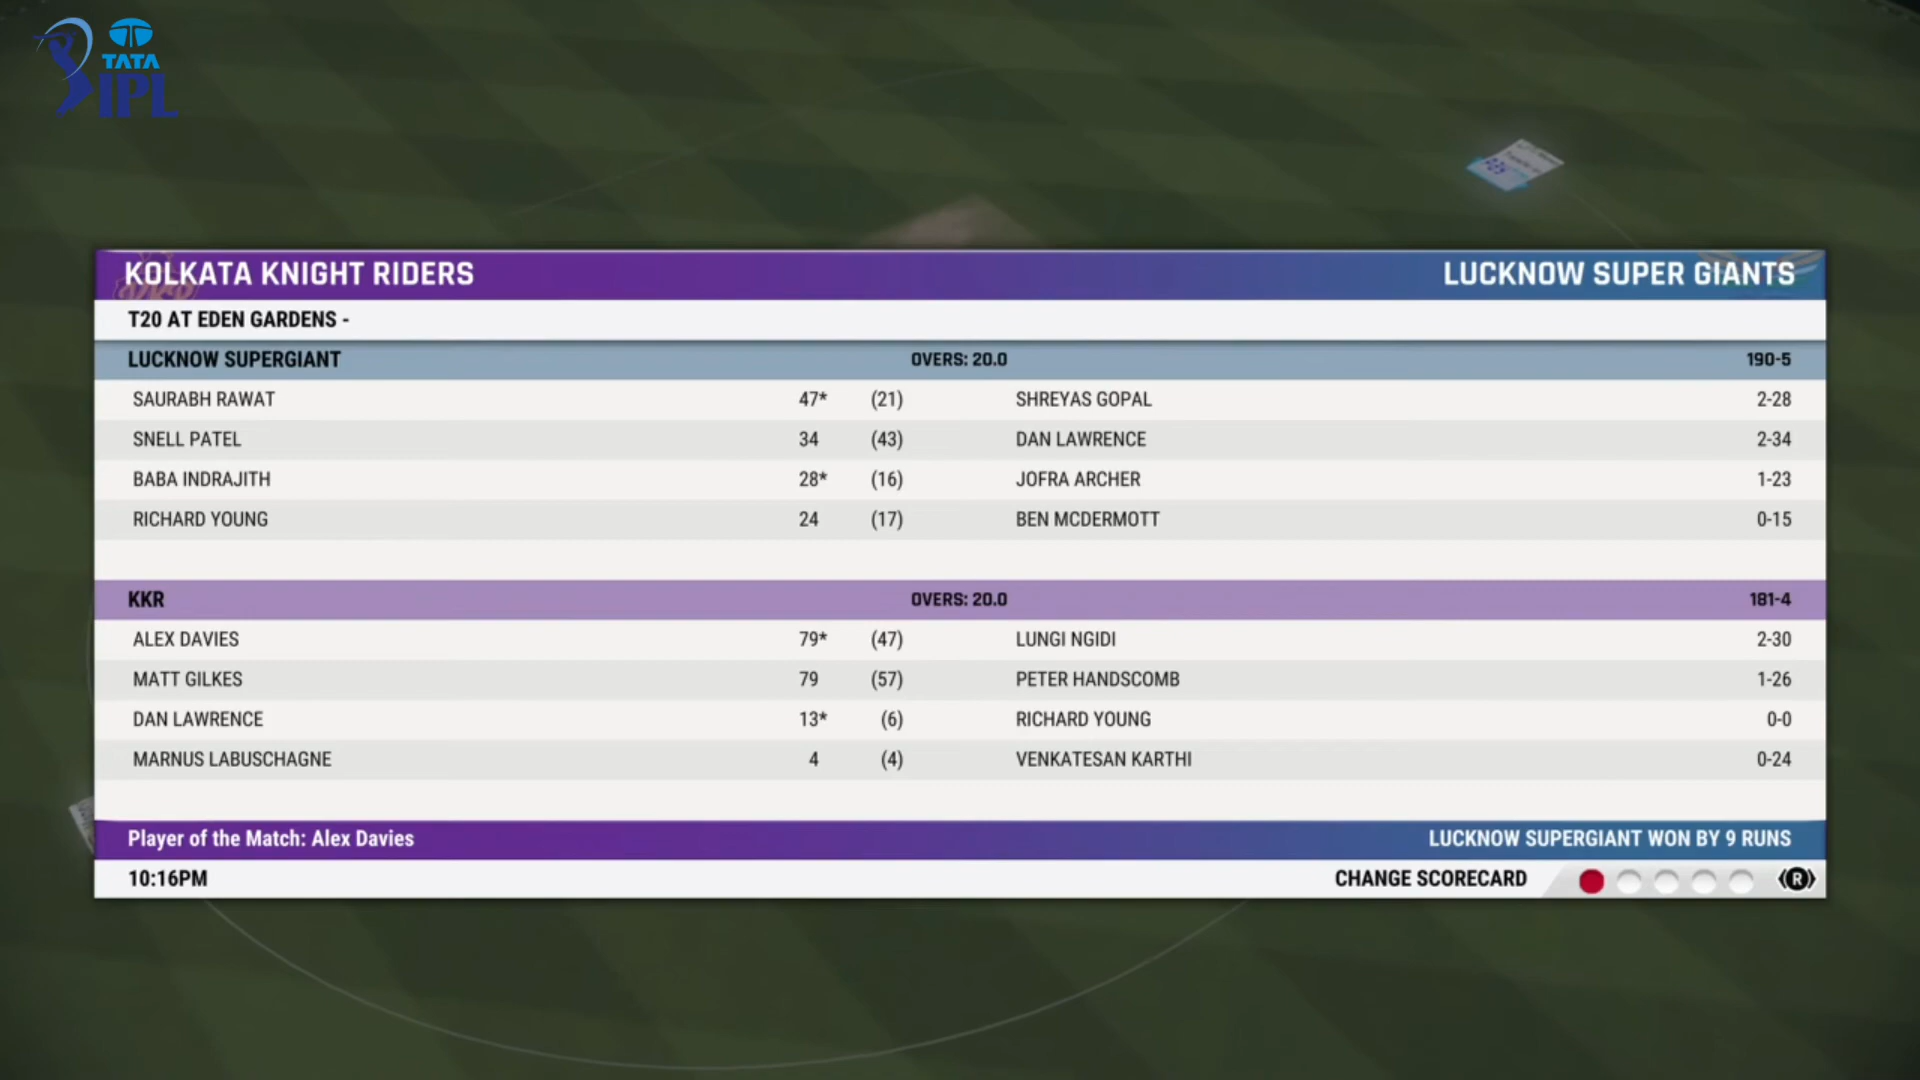 TATA
IPL
KOLKATA KNIGHT RIDERS LUCKNOW SUPER GIANTS
T20 AT EDEN GARDENS -
LUCKNOW SUPERGIANT OVERS: 20.0 190-5
SAURABH RAWAT 47* (21) SHREYAS GOPAL 2-28
SNELL PATEL 34 (43) DAN LAWRENCE 2-34
BABA INDRAJITH 28* (16) JOFRA ARCHER 1-23
RICHARD YOUNG 24 (17) BEN MCDERMOTT 0-15
KKR OVERS: 20.0 181-4
ALEX DAVIES 79* (47) LUNGI NGIDI 2-30
MATT GILKES 79 (57) PETER HANDSCOMB 1-26
DAN LAWRENCE 13* (6) RICHARD YOUNG 0-0
MARNUS LABUSCHAGNE 4 (4) VENKATESAN KARTHI 0-24
Player of the Match: Alex Davies LUCKNOW SUPERGIANT WON BY 9 RUNS
10:16PM CHANGE SCORECARD R